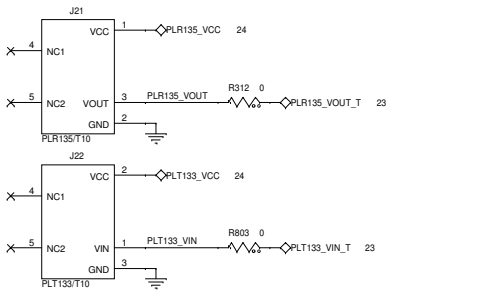 J21
VCC 1 PLR135_VCC 24
4 NC1
5 NC2 VOUT 3 PLR135_VOUT R312 0 PLR135_VOUT_T 23
GND 2
PLR135/T10
J22
VCC 2 PLT133_VCC 24
4 NC1
5 NC2 VIN 1 PLT133_VIN R803 0 PLT133_VIN_T 23
GND 3
PLT133/T10